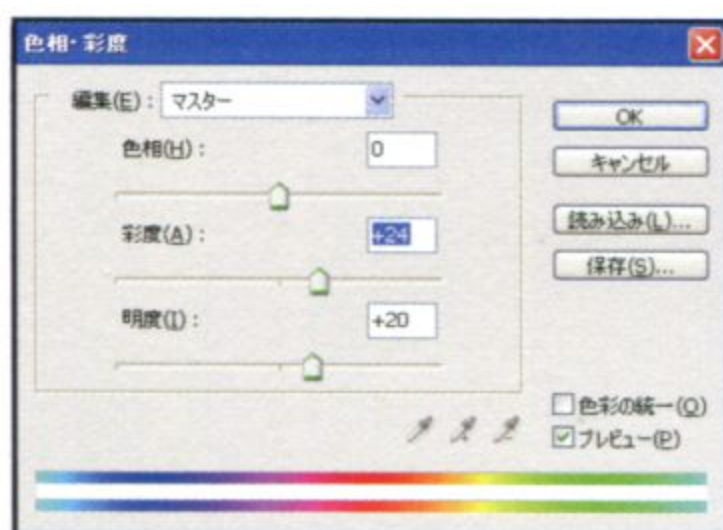 色相・彩度
編集(E): マスター
色相(H): 0
彩度(A): +24
明度(I): +20
OK
キャンセル
読み込み(L)...
保存(S)...
色彩の統一(O)
プレビュー(P)